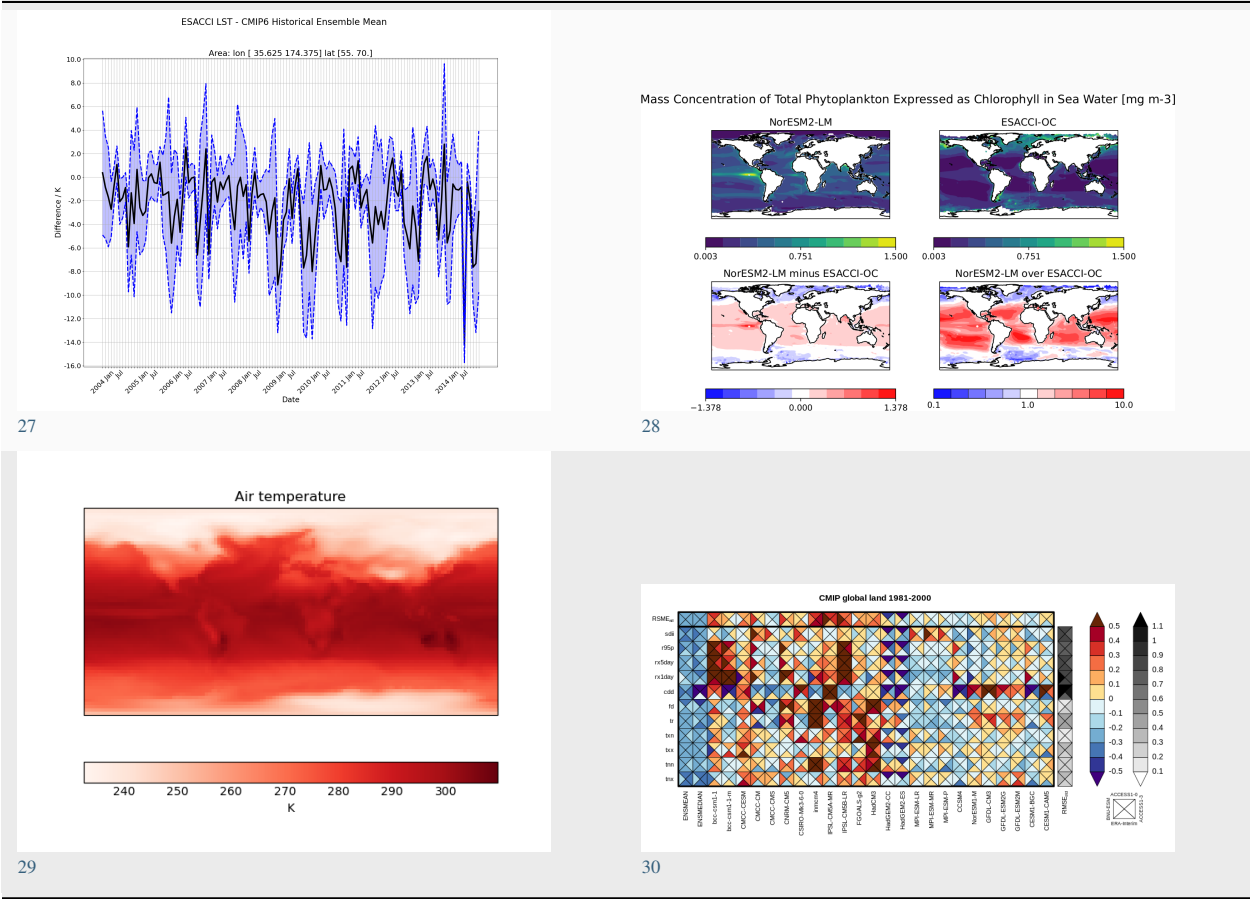 ESACCI LST - CMIP6 Historical Ensemble Mean
Area: lon [ 35.625 174.375] lat [55. 70.]
10.0
8.0
6.0
4.0
2.0
0.0
-2.0
-4.0
-6.0
-8.0
-10.0
-12.0
-14.0
-16.0
Difference / K
2004 Jan Jul 2005 Jan Jul 2006 Jan Jul 2007 Jan Jul 2008 Jan Jul 2009 Jan Jul 2010 Jan Jul 2011 Jan Jul 2012 Jan Jul 2013 Jan Jul 2014 Jan Jul
Date
27
Mass Concentration of Total Phytoplankton Expressed as Chlorophyll in Sea Water [mg m-3]
NorESM2-LM
ESACCI-OC
0.003 0.751 1.500
0.003 0.751 1.500
NorESM2-LM minus ESACCI-OC
NorESM2-LM over ESACCI-OC
−1.378 0.000 1.378
0.1 1.0 10.0
28
Air temperature
240 250 260 270 280 290 300
K
29
CMIP global land 1981-2000
sdii
r95p
rx5day
rx1day
cdd
fd
tr
txn
txx
tnn
tnx
ENSMEAN
ENSMEDIAN
bcc-csm1-1
bcc-csm1-1-m
CMCC-CESM
CMCC-CM
CMCC-CMS
CNRM-CM5
CSIRO-Mk3-6-0
inmcm4
IPSL-CM5A-MR
IPSL-CM5B-LR
FGOALS-g2
HadCM3
HadGEM2-CC
HadGEM2-ES
MPI-ESM-LR
MPI-ESM-MR
MPI-ESM-P
CCSM4
NorESM1-M
GFDL-CM3
GFDL-ESM2G
GFDL-ESM2M
CESM1-BGC
CESM1-CAM5
0.5
0.4
0.3
0.2
0.1
0
-0.1
-0.2
-0.3
-0.4
-0.5
1.1
1
0.9
0.8
0.7
0.6
0.5
0.4
0.3
0.2
0.1
ACCESS1-0
ACCESS1-3
ERA-Interim
30